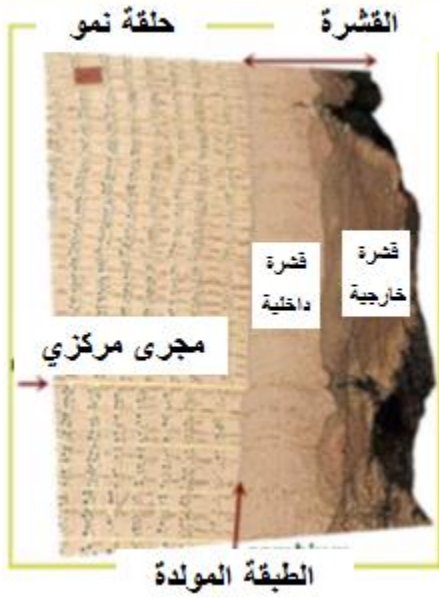 القشرة
حلقة نمو
قشرة
خارجية
قشرة
داخلية
مجرى مركزي
الطبقة المولدة